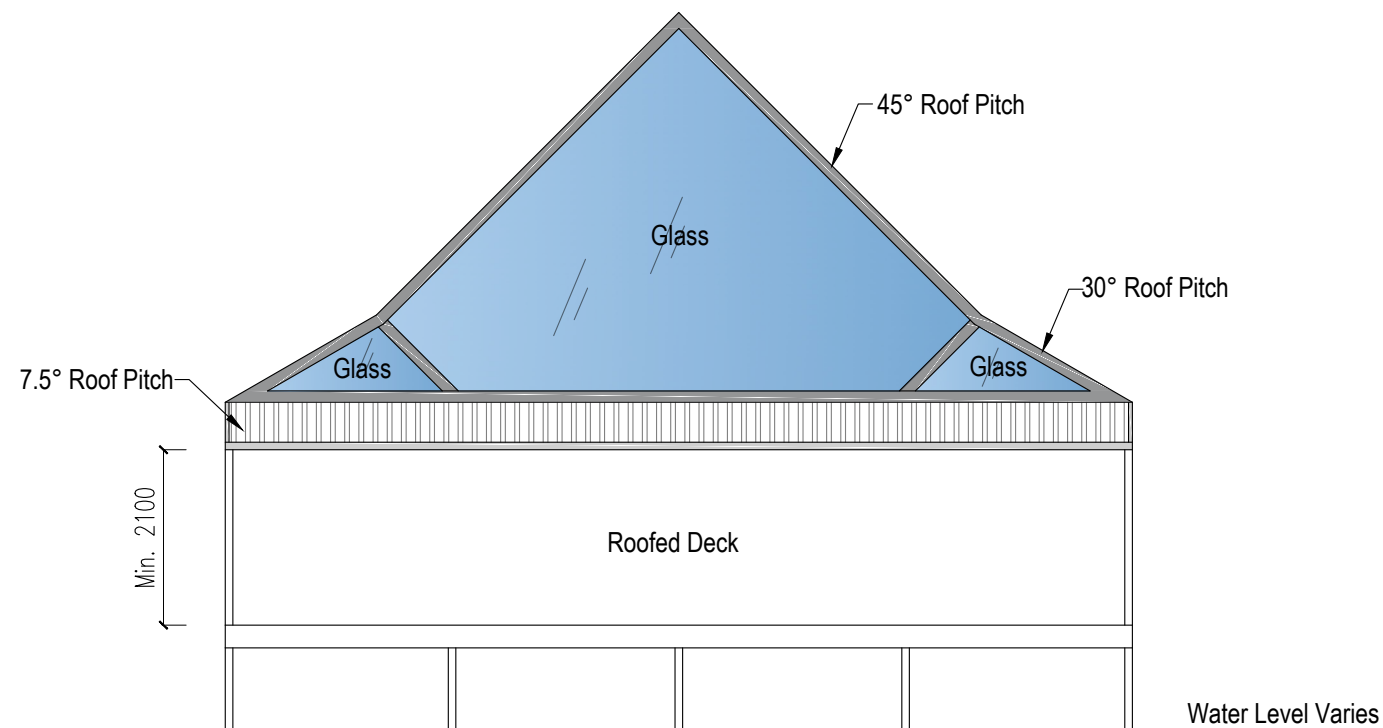 45° Roof Pitch
Glass
30° Roof Pitch
Glass
Glass
7.5° Roof Pitch
Min. 2100
Roofed Deck
Water Level Varies